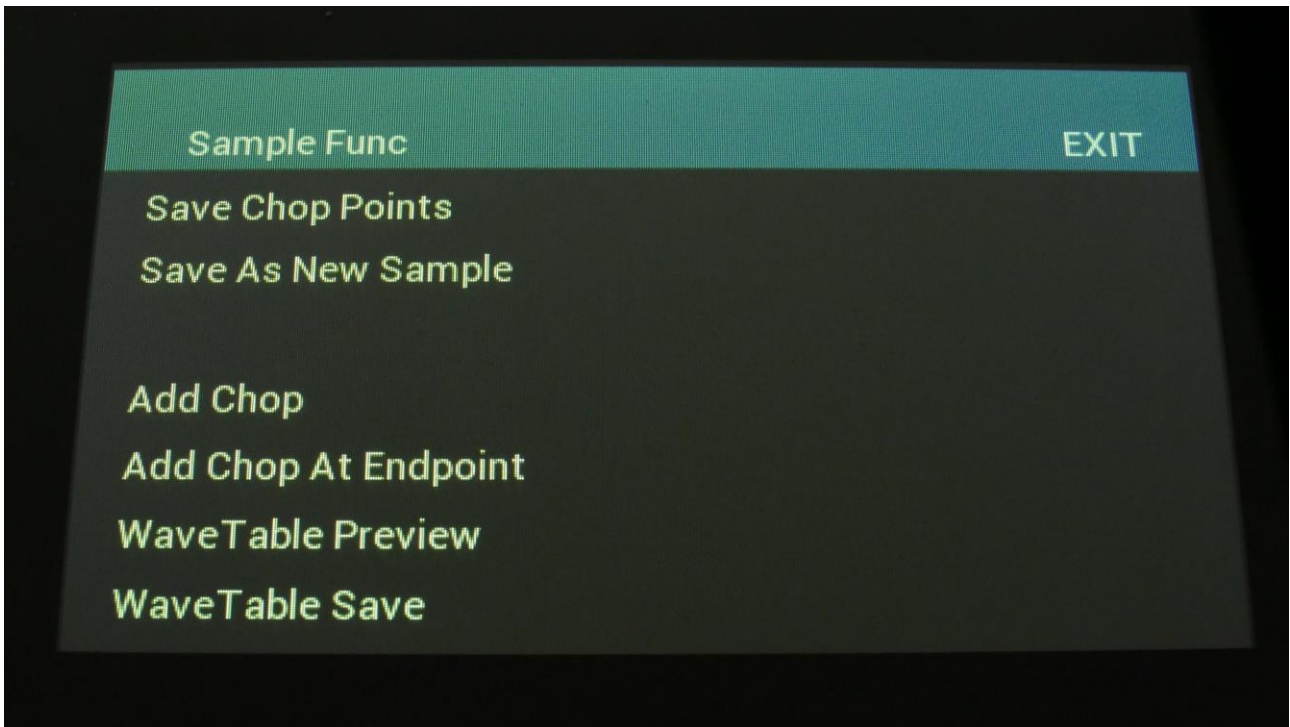 Sample Func EXIT
Save Chop Points
Save As New Sample
Add Chop
Add Chop At Endpoint
WaveTable Preview
WaveTable Save